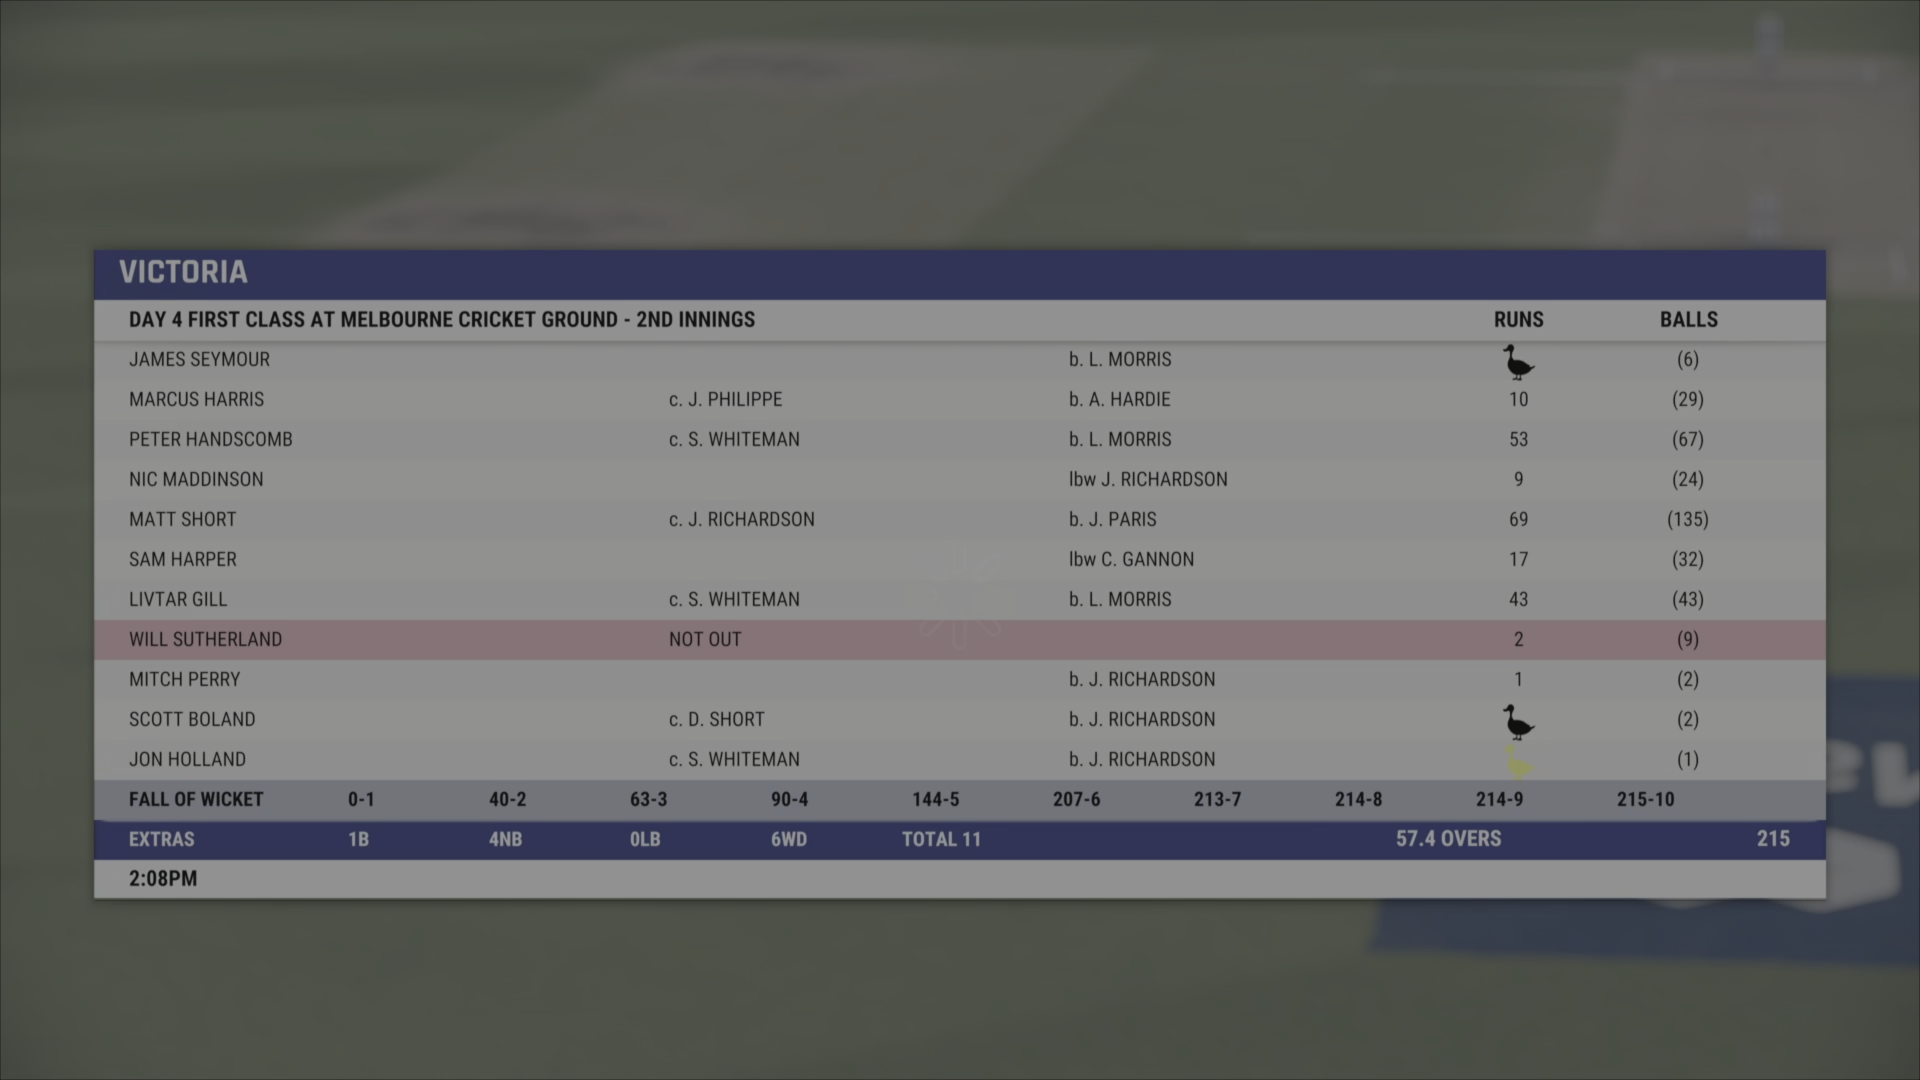 VICTORIA
DAY 4 FIRST CLASS AT MELBOURNE CRICKET GROUND - 2ND INNINGS RUNS BALLS
JAMES SEYMOUR b. L. MORRIS (6)
MARCUS HARRIS c. J. PHILIPPE b. A. HARDIE 10 (29)
PETER HANDSCOMB c. S. WHITEMAN b. L. MORRIS 53 (67)
NIC MADDINSON lbw J. RICHARDSON 9 (24)
MATT SHORT c. J. RICHARDSON b. J. PARIS 69 (135)
SAM HARPER lbw C. GANNON 17 (32)
LIVTAR GILL c. S. WHITEMAN b. L. MORRIS 43 (43)
WILL SUTHERLAND NOT OUT 2 (9)
MITCH PERRY b. J. RICHARDSON 1 (2)
SCOTT BOLAND c. D. SHORT b. J. RICHARDSON (2)
JON HOLLAND c. S. WHITEMAN b. J. RICHARDSON (1)
FALL OF WICKET 0-1 40-2 63-3 90-4 144-5 207-6 213-7 214-8 214-9 215-10
EXTRAS 1B 4NB 0LB 6WD TOTAL 11 57.4 OVERS 215
2:08PM